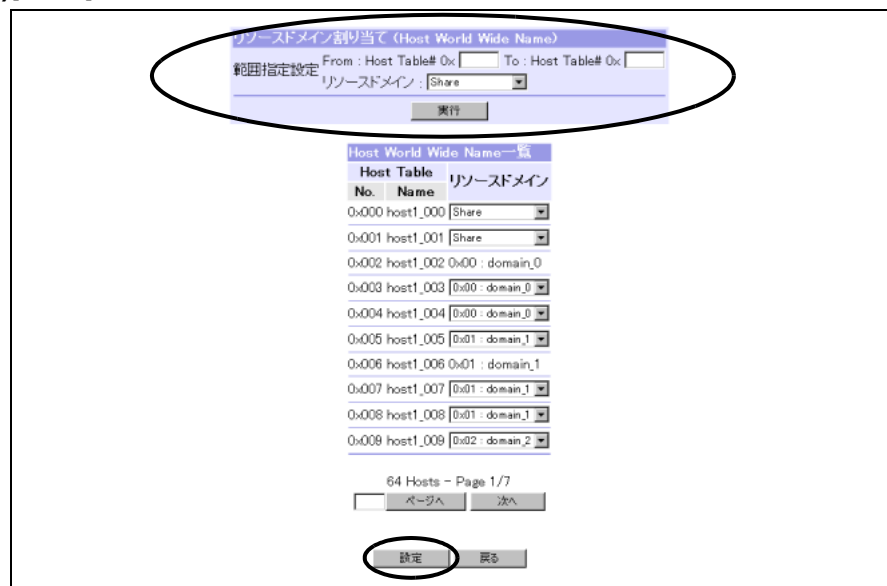 リソースドメイン割り当て (Host World Wide Name)
範囲指定設定 From : Host Table# 0x To : Host Table# 0x
リソースドメイン : Share
実行
Host World Wide Name一覧
Host Table リソースドメイン
No. Name
0x000 host1_000 Share
0x001 host1_001 Share
0x002 host1_002 0x00 : domain_0
0x003 host1_003 0x00 : domain_0
0x004 host1_004 0x00 : domain_0
0x005 host1_005 0x01 : domain_1
0x006 host1_006 0x01 : domain_1
0x007 host1_007 0x01 : domain_1
0x008 host1_008 0x01 : domain_1
0x009 host1_009 0x02 : domain_2
64 Hosts - Page 1/7
ページへ 次へ
設定 戻る